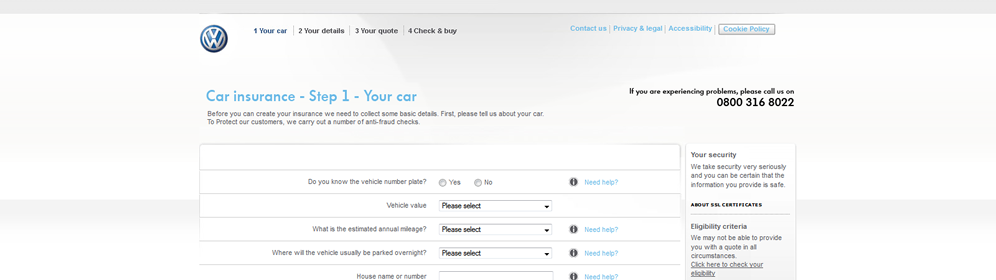 1 Your car 2 Your details 3 Your quote 4 Check & buy
Contact us Privacy & legal Accessibility Cookie Policy
Car insurance - Step 1 - Your car
If you are experiencing problems, please call us on
0800 316 8022
Before you can create your insurance we need to collect some basic details. First, please tell us about your car.
To Protect our customers, we carry out a number of anti-fraud checks.
Do you know the vehicle number plate? Yes No Need help?
Vehicle value Please select
What is the estimated annual mileage? Please select Need help?
Where will the vehicle usually be parked overnight? Please select Need help?
House name or number Need help?
Your security
We take security very seriously
and you can be certain that the
information you provide is safe.
ABOUT SSL CERTIFICATES
Eligibility criteria
We may not be able to provide
you with a quote in all
circumstances.
Click here to check your
eligibility